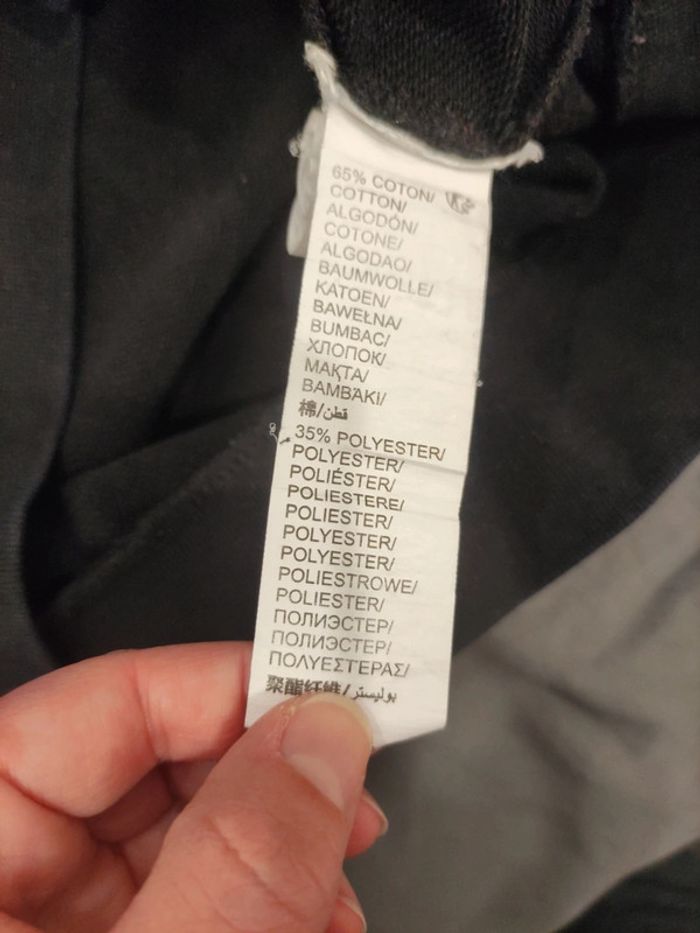 65% COTON/
COTTON/
ALGODÓN/
COTONE/
ALGODAO/
BAUMWOLLE/
KATOEN/
BAWEŁNA/
BUMBAC/
ХЛОПОК/
МАҚТА/
ΒΑΜΒΆΚΙ/
棉/قطن
35% POLYESTER/
POLYESTER/
POLIÉSTER/
POLIESTERE/
POLIESTER/
POLYESTER/
POLYESTER/
POLIESTROWE/
POLIESTER/
ПОЛИЭСТЕР/
ПОЛИЭСТЕР/
ΠΟΛΥΕΣΤΕΡΑΣ/
聚酯纤维/بوليستر